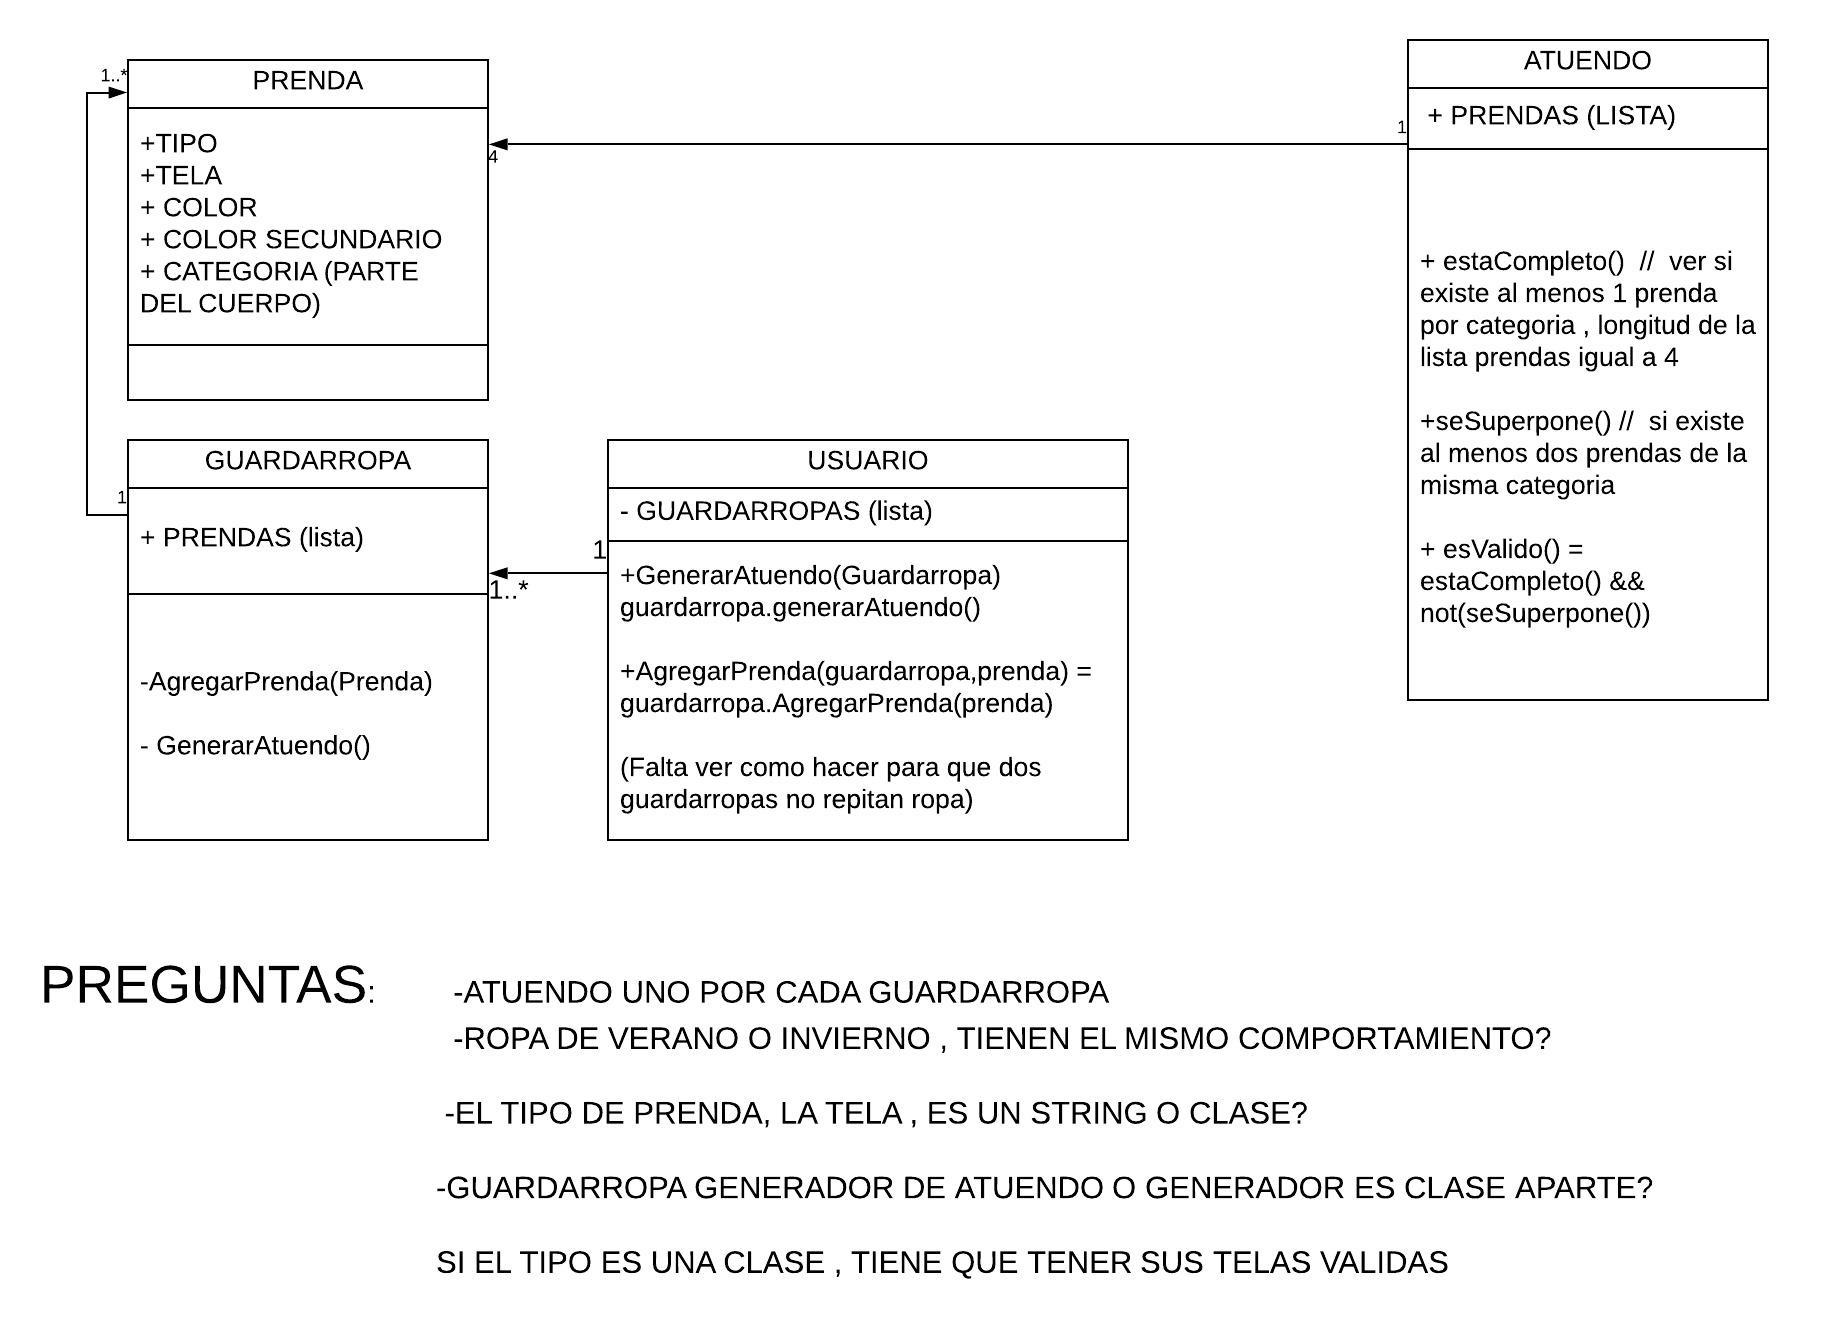 1..*
PRENDA
+TIPO
+TELA
+ COLOR
+ COLOR SECUNDARIO
+ CATEGORIA (PARTE
DEL CUERPO)
4
1
ATUENDO
+ PRENDAS (LISTA)
+ estaCompleto()  //  ver si
existe al menos 1 prenda
por categoria , longitud de la
lista prendas igual a 4
+seSuperpone() //  si existe
al menos dos prendas de la
misma categoria
+ esValido() =
estaCompleto() &&
not(seSuperpone())
1
GUARDARROPA
+ PRENDAS (lista)
-AgregarPrenda(Prenda)
- GenerarAtuendo()
1..*
1
USUARIO
- GUARDARROPAS (lista)
+GenerarAtuendo(Guardarropa)
guardarropa.generarAtuendo()
+AgregarPrenda(guardarropa,prenda) =
guardarropa.AgregarPrenda(prenda)
(Falta ver como hacer para que dos
guardarropas no repitan ropa)
PREGUNTAS:
-ATUENDO UNO POR CADA GUARDARROPA
-ROPA DE VERANO O INVIERNO , TIENEN EL MISMO COMPORTAMIENTO?
-EL TIPO DE PRENDA, LA TELA , ES UN STRING O CLASE?
-GUARDARROPA GENERADOR DE ATUENDO O GENERADOR ES CLASE APARTE?
SI EL TIPO ES UNA CLASE , TIENE QUE TENER SUS TELAS VALIDAS